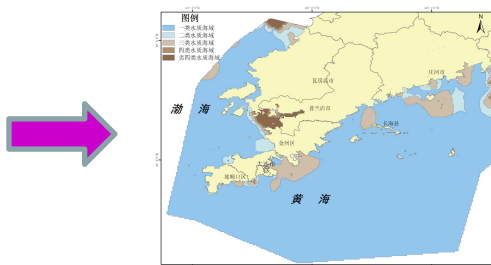 图例
一类水质海域
二类水质海域
三类水质海域
四类水质海域
劣四类水质海域
N
瓦房店市
庄河市
渤 海
普兰店市
长海县
金州区
旅顺口区
黄 海